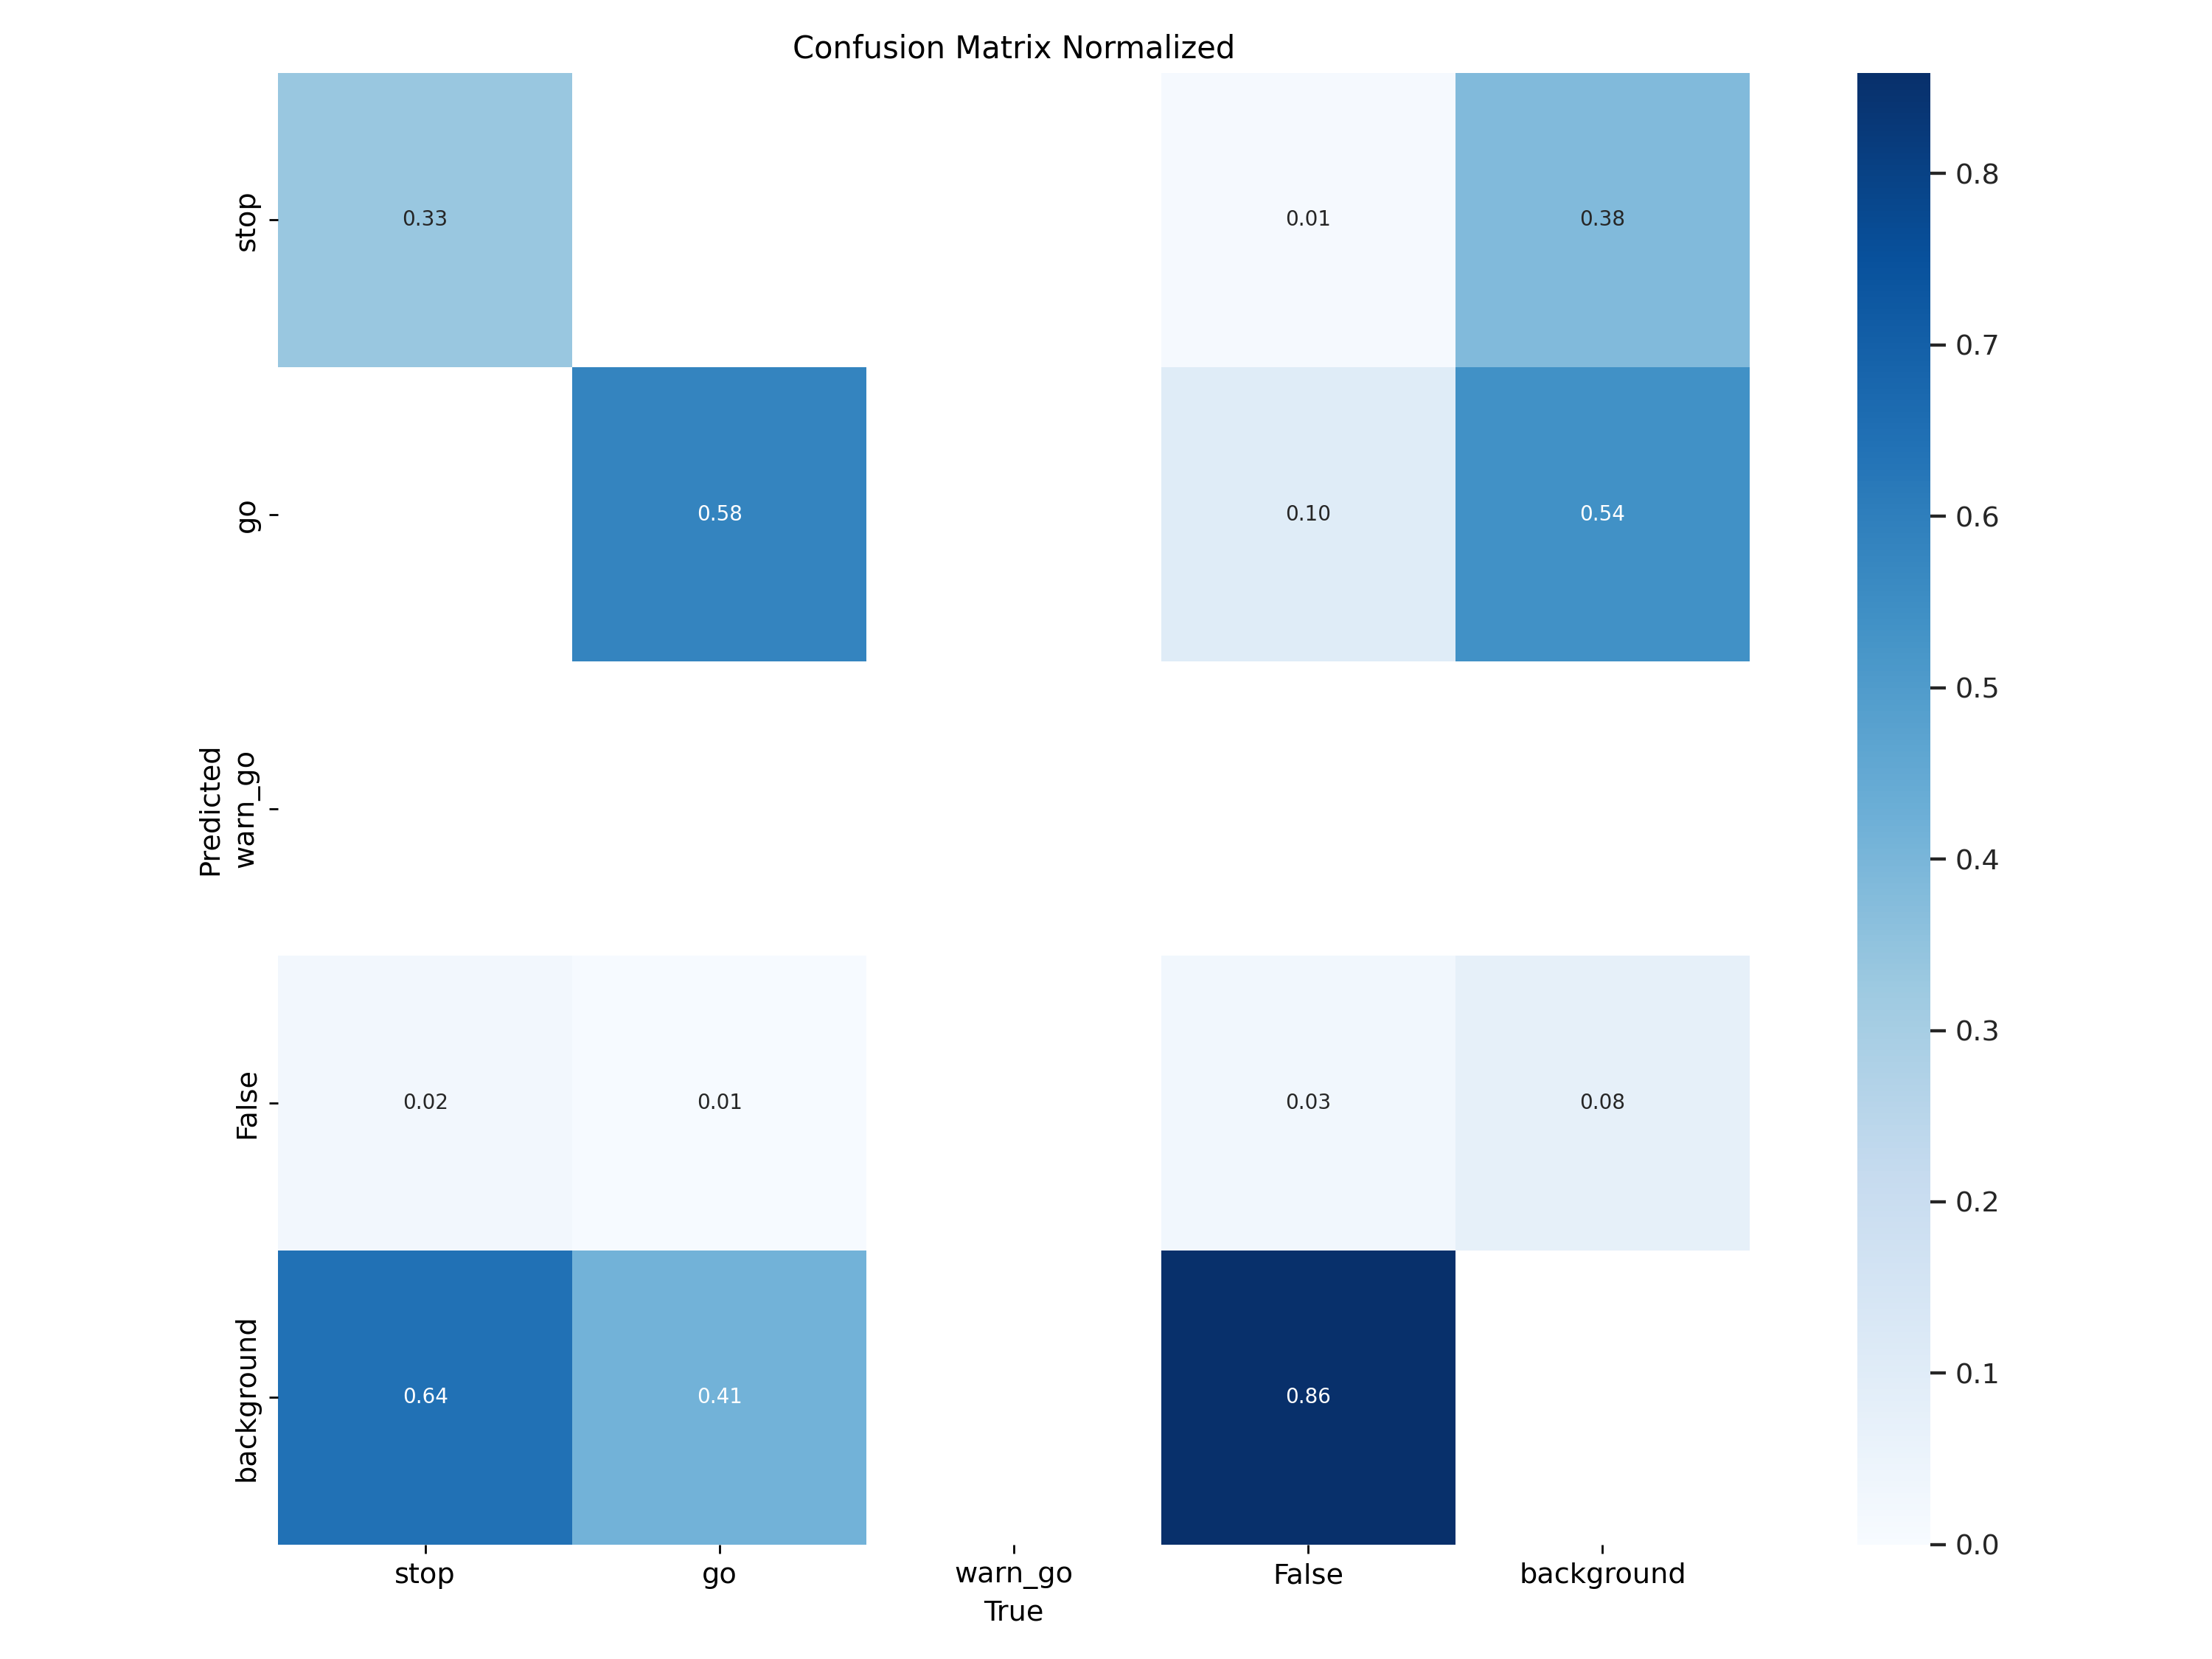 Confusion Matrix Normalized
stop
0.33
0.01
0.38
go
0.58
0.10
0.54
Predicted
warn_go
False
0.02
0.01
0.03
0.08
background
0.64
0.41
0.86
stop
go
warn_go
False
background
True
0.8
0.7
0.6
0.5
0.4
0.3
0.2
0.1
0.0